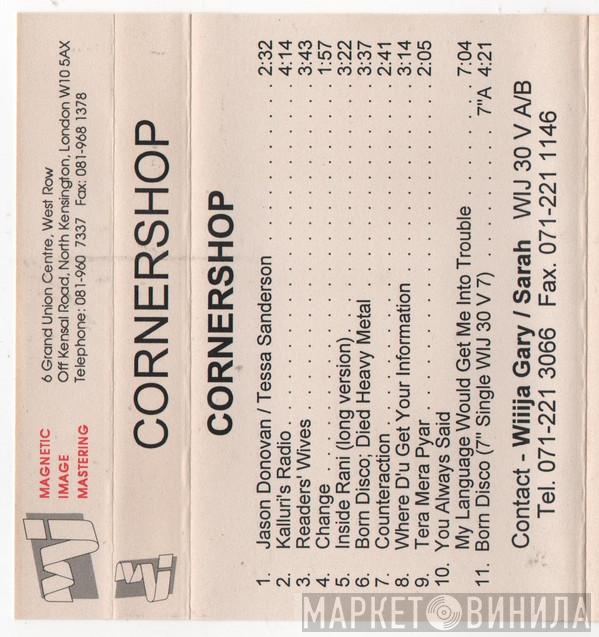 MAGNETIC
IMAGE
MASTERING
6 Grand Union Centre, West Row
Off Kensal Road, North Kensington, London W10 5AX
Telephone: 081-960 7337 Fax: 081-968 1378
CORNERSHOP
CORNERSHOP
1. Jason Donovan / Tessa Sanderson . . . . . . . . . . . 2:32
2. Kalluri's Radio . . . . . . . . . . . . . . . . . . . . . . 4:14
3. Readers' Wives . . . . . . . . . . . . . . . . . . . . . 3:43
4. Change . . . . . . . . . . . . . . . . . . . . . . . . . 1:57
5. Inside Rani (long version) . . . . . . . . . . . . . . . . 3:22
6. Born Disco; Died Heavy Metal . . . . . . . . . . . . . . 3:37
7. Counteraction . . . . . . . . . . . . . . . . . . . . . . 2:41
8. Where D'u Get Your Information . . . . . . . . . . . . 3:14
9. Tera Mera Pyar . . . . . . . . . . . . . . . . . . . . . 2:05
10. You Always Said
My Language Would Get Me Into Trouble . . . . . . . 7:04
11. Born Disco (7" Single WIJ 30 V 7) . . . . . . . 7"A 4:21
Contact - Wiiija Gary / Sarah WIJ 30 V A/B
Tel. 071-221 3066 Fax. 071-221 1146
МАРКЕТ ВИНИЛА